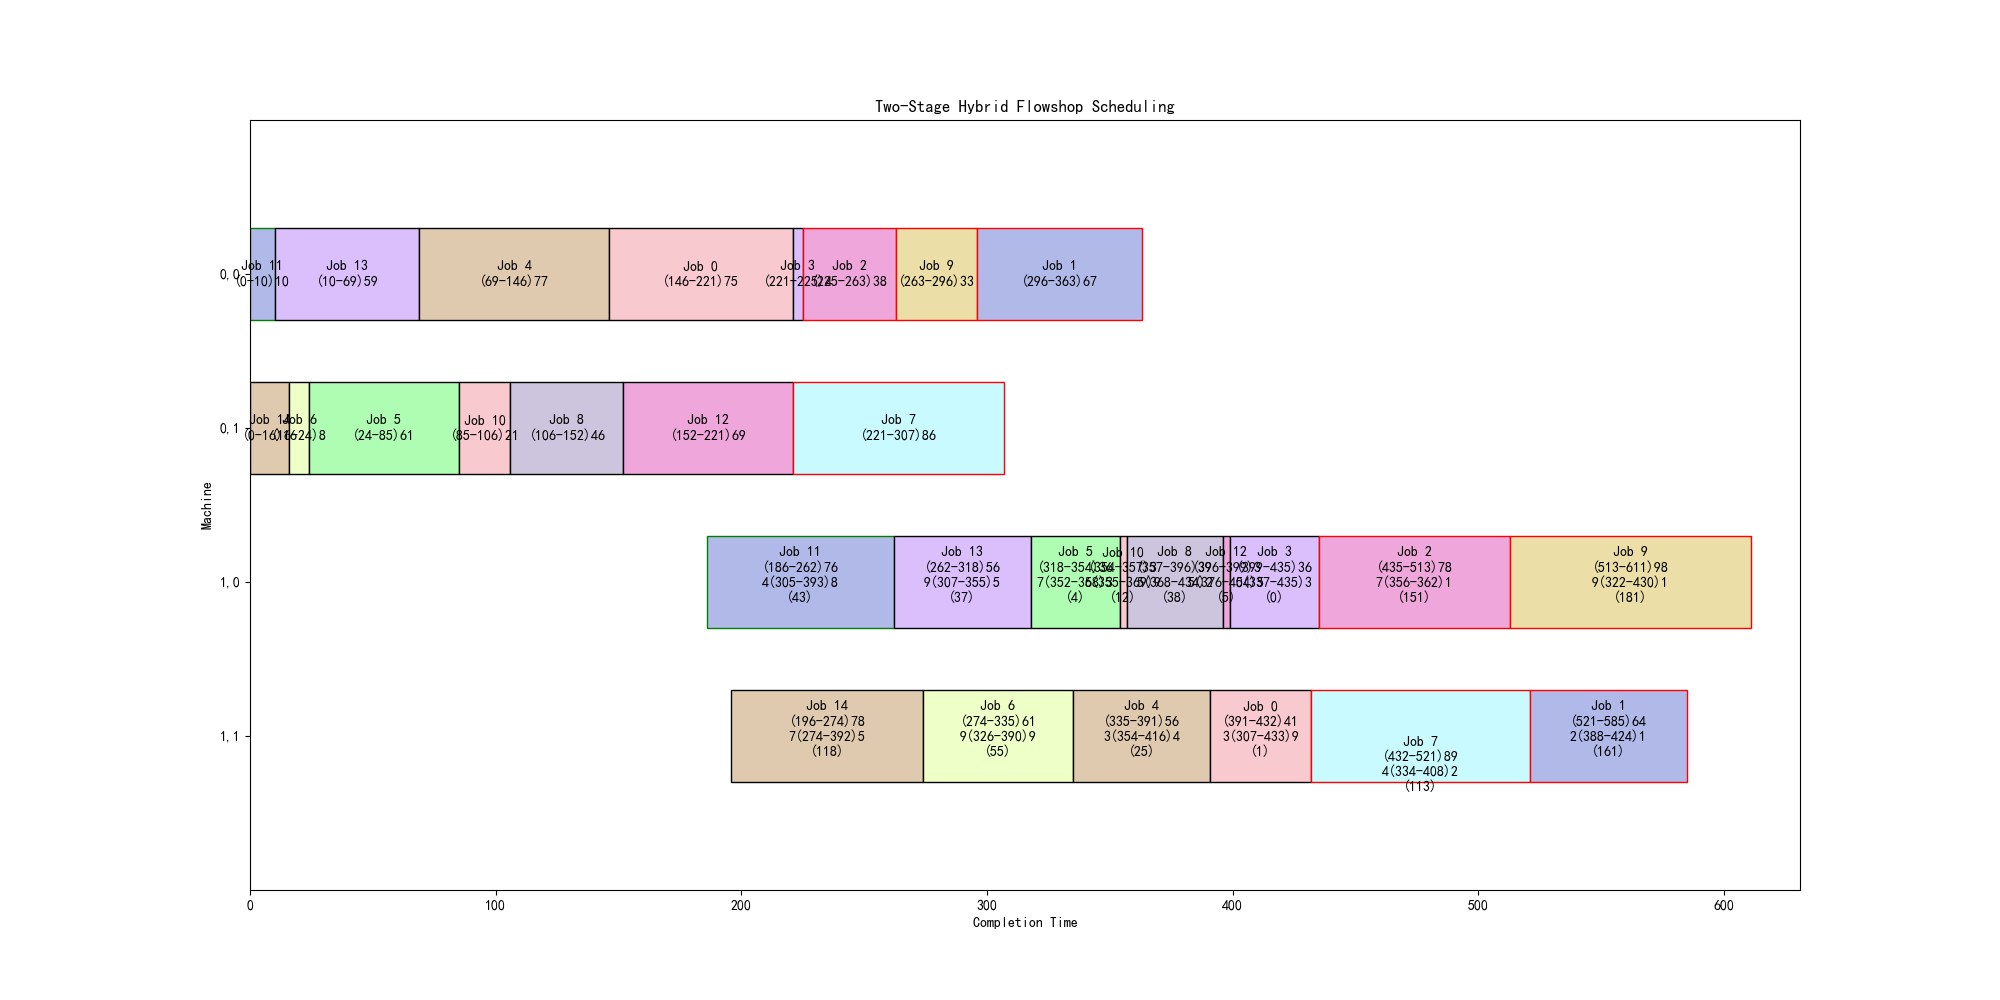 Two-Stage Hybrid Flowshop Scheduling
Machine
0,0
Job 11
(0-10)10
Job 13
(10-69)59
Job 4
(69-146)77
Job 0
(146-221)75
Job 3
(221-225)4
Job 2
(225-263)38
Job 9
(263-296)33
Job 1
(296-363)67
0,1
Job 14
(0-16)16
Job 6
(16-24)8
Job 5
(24-85)61
Job 10
(85-106)21
Job 8
(106-152)46
Job 12
(152-221)69
Job 7
(221-307)86
1,0
Job 11
(186-262)76
4(305-393)8
(43)
Job 13
(262-318)56
9(307-355)5
(37)
Job 5
(318-354)36
(4)
Job 10
(354-357)3
(12)
Job 8
(357-396)39
(38)
Job 12
(396-399)3
(5)
Job 3
(399-435)36
(0)
Job 2
(435-513)78
7(356-362)1
(151)
Job 9
(513-611)98
9(322-430)1
(181)
1,1
Job 14
(196-274)78
7(274-392)5
(118)
Job 6
(274-335)61
9(326-390)9
(55)
Job 4
(335-391)56
3(354-416)4
(25)
Job 0
(391-432)41
3(307-433)9
(1)
Job 7
(432-521)89
4(334-408)2
(113)
Job 1
(521-585)64
2(388-424)1
(161)
0
100
200
300
400
500
600
Completion Time